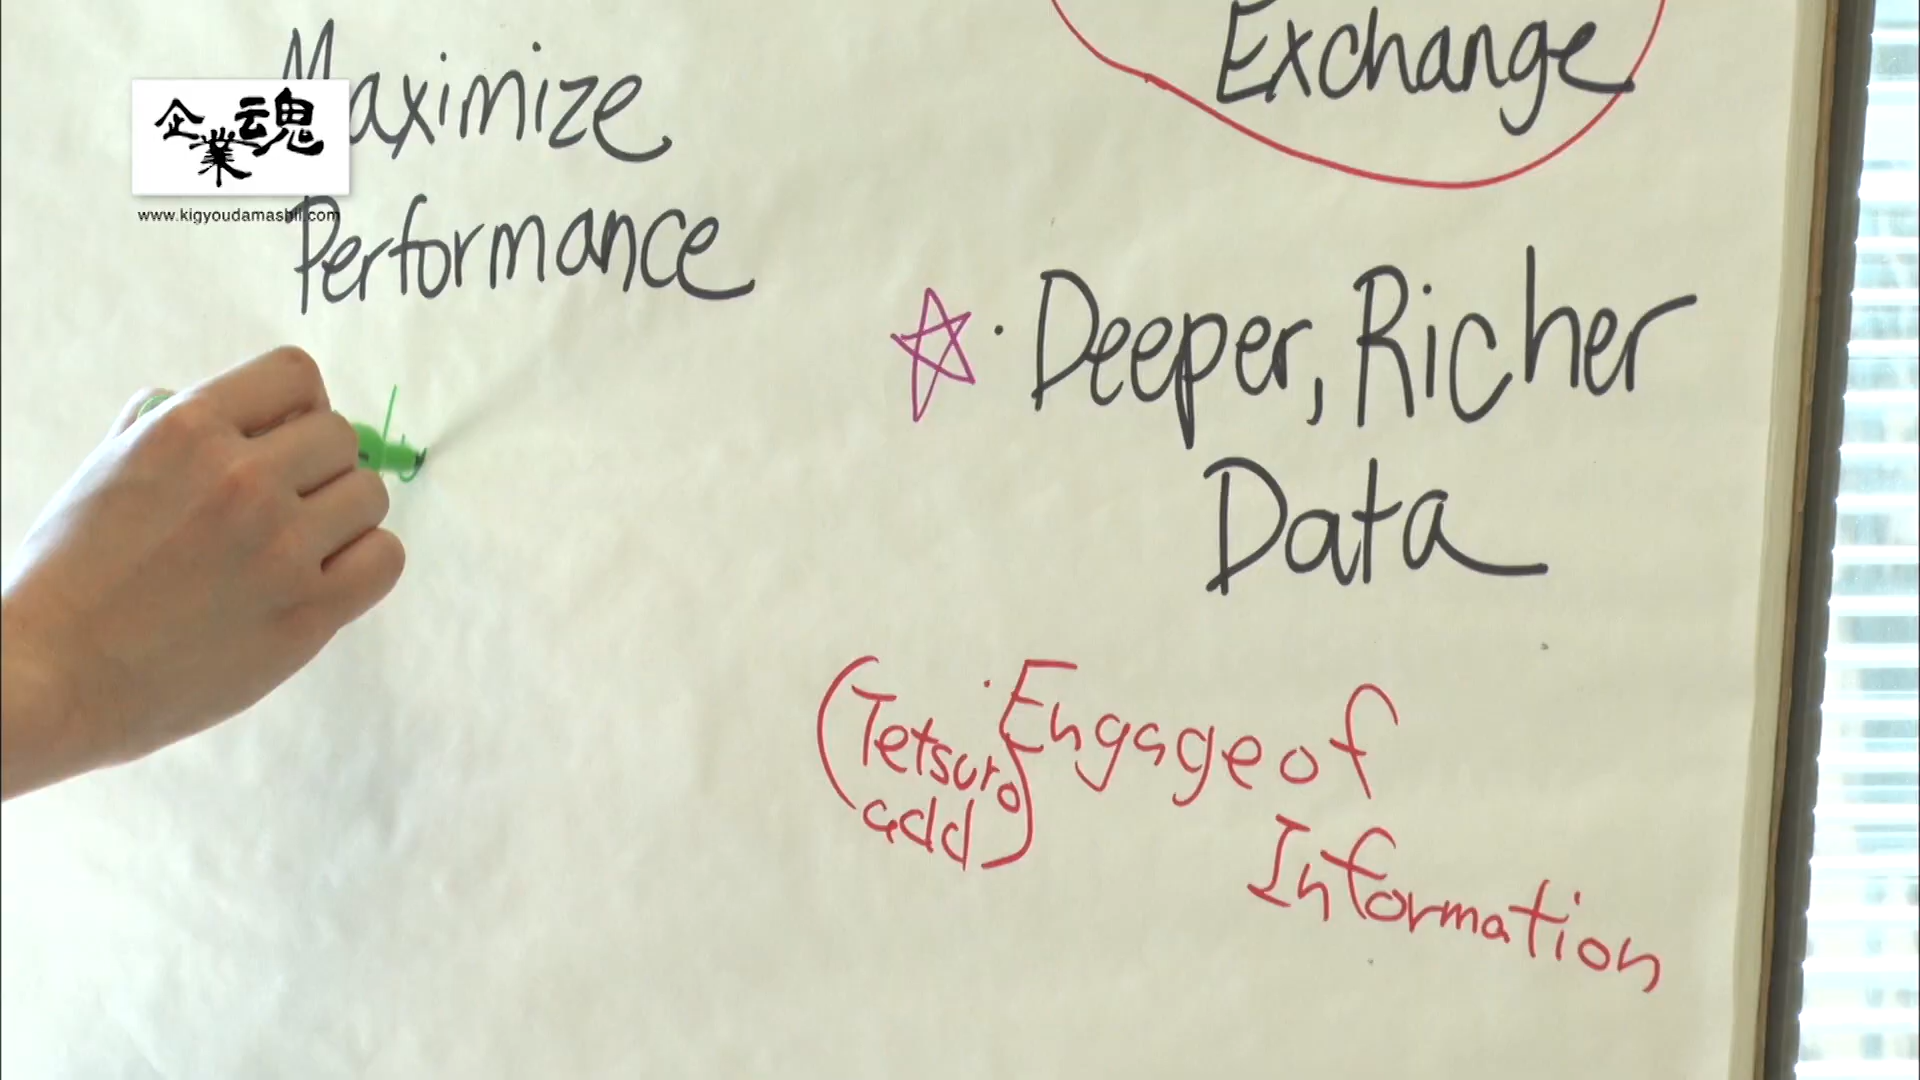 Maximize
Performance
企業魂
www.kigyoudamashii.com
Exchange
☆・Deeper, Richer
Data
(Tetsuro
add)
・Engage of
Information